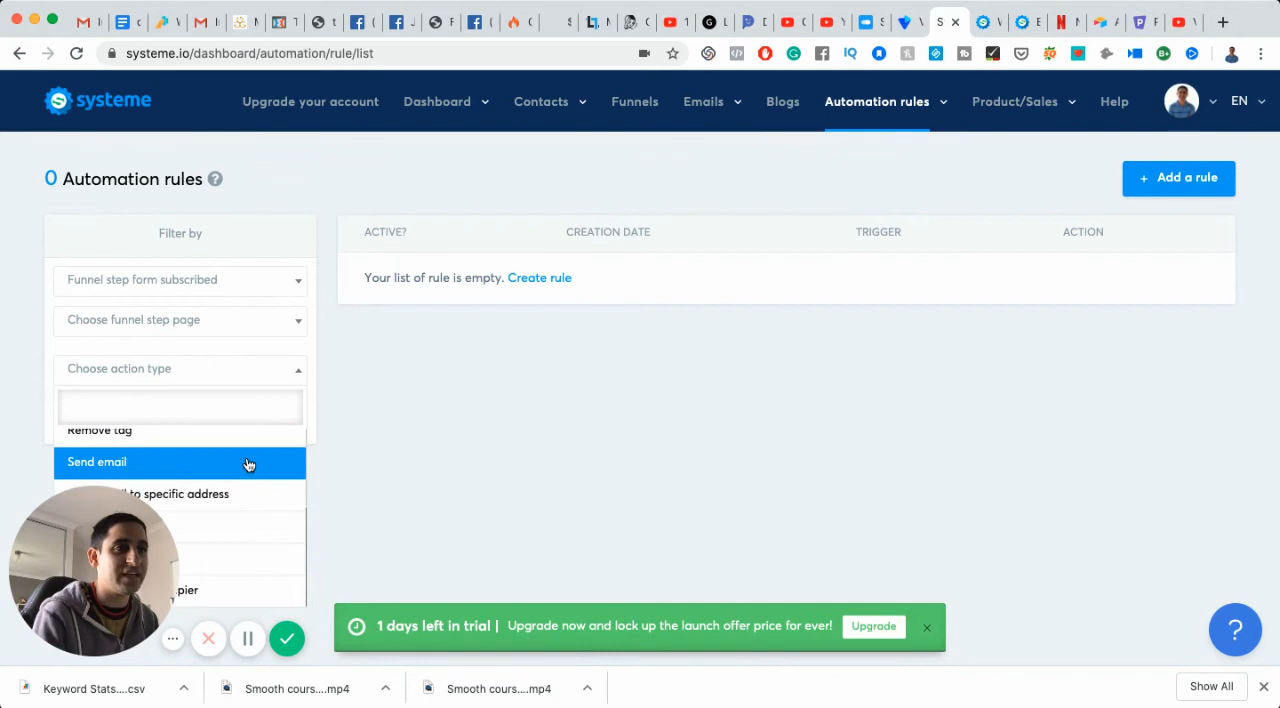 systeme.io/dashboard/automation/rule/list
systeme
Upgrade your account
Dashboard
Contacts
Funnels
Emails
Blogs
Automation rules
Product/Sales
Help
EN
0 Automation rules ?
+ Add a rule
Filter by
Funnel step form subscribed
Choose funnel step page
Choose action type
Remove tag
Send email
to specific address
ACTIVE?
CREATION DATE
TRIGGER
ACTION
Your list of rule is empty. Create rule
1 days left in trial | Upgrade now and lock up the launch offer price for ever!
Upgrade
?
Keyword Stats....csv
Smooth cours....mp4
Smooth cours....mp4
Show All